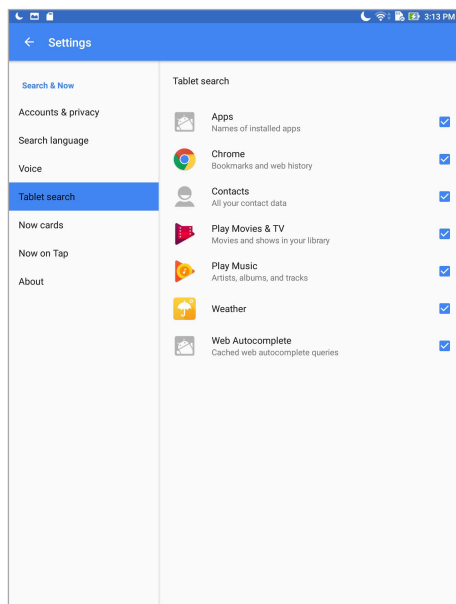 3:13 PM
Settings
Search & Now
Accounts & privacy
Search language
Voice
Tablet search
Now cards
Now on Tap
About
Tablet search
Apps
Names of installed apps
Chrome
Bookmarks and web history
Contacts
All your contact data
Play Movies & TV
Movies and shows in your library
Play Music
Artists, albums, and tracks
Weather
Web Autocomplete
Cached web autocomplete queries